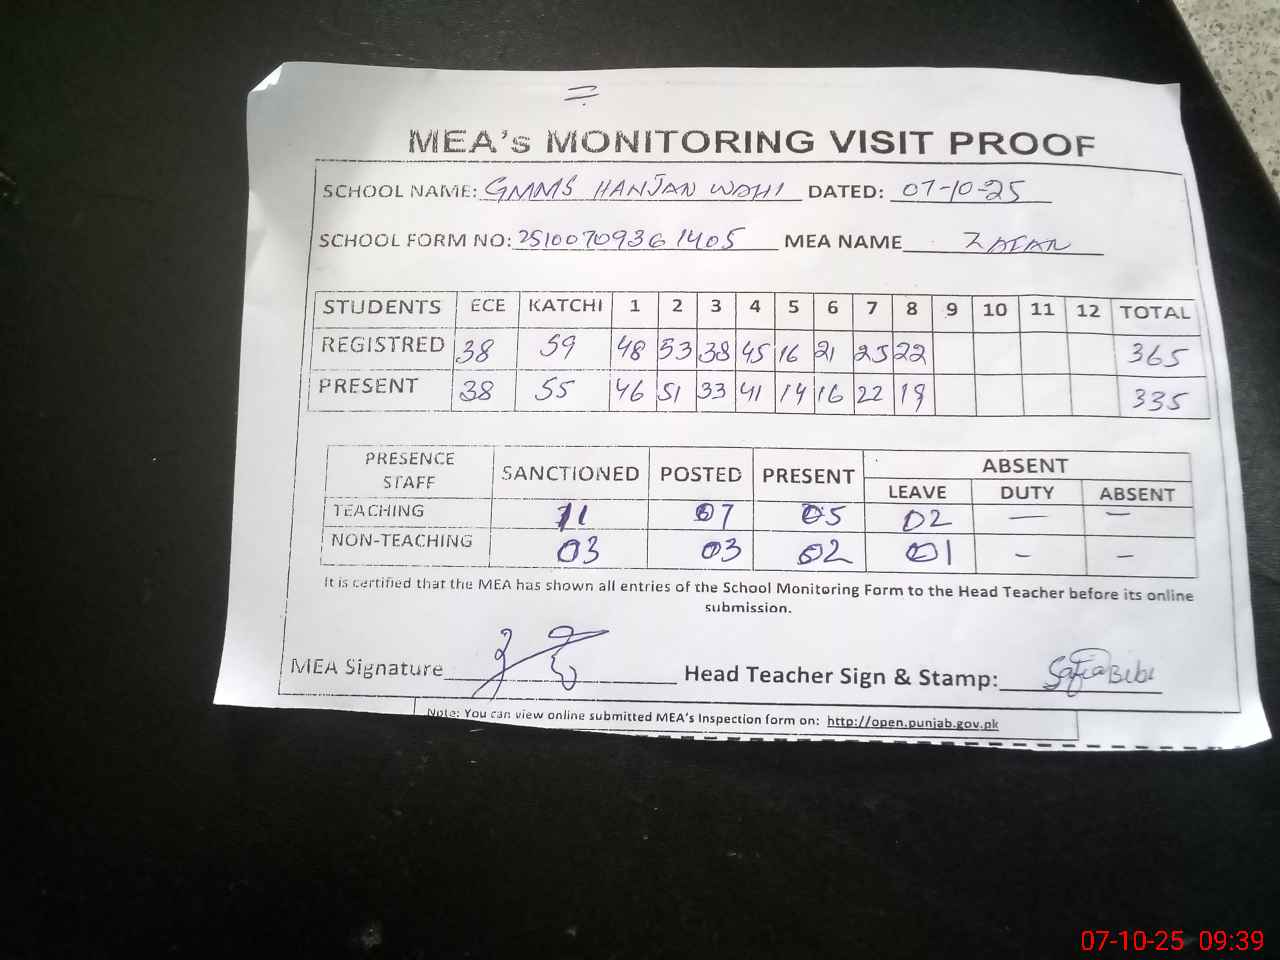 MEA's MONITORING VISIT PROOF
SCHOOL NAME: GMMS HANJAN WAHI DATED: 07-10-25
SCHOOL FORM NO: 25100709361405 MEA NAME ZAFAR
STUDENTS ECE KATCHI 1 2 3 4 5 6 7 8 9 10 11 12 TOTAL
REGISTRED 38 59 48 53 38 45 16 21 25 22 365
PRESENT 38 55 46 51 33 41 14 16 22 19 335
PRESENCE STAFF SANCTIONED POSTED PRESENT ABSENT
LEAVE DUTY ABSENT
TEACHING 11 07 05 02 — —
NON-TEACHING 03 03 02 01 — —
It is certified that the MEA has shown all entries of the School Monitoring Form to the Head Teacher before its online
submission.
MEA Signature Head Teacher Sign & Stamp: Safia Bibi
Note: You can view online submitted MEA's Inspection form on: http://open.punjab.gov.pk
07-10-25 09:39